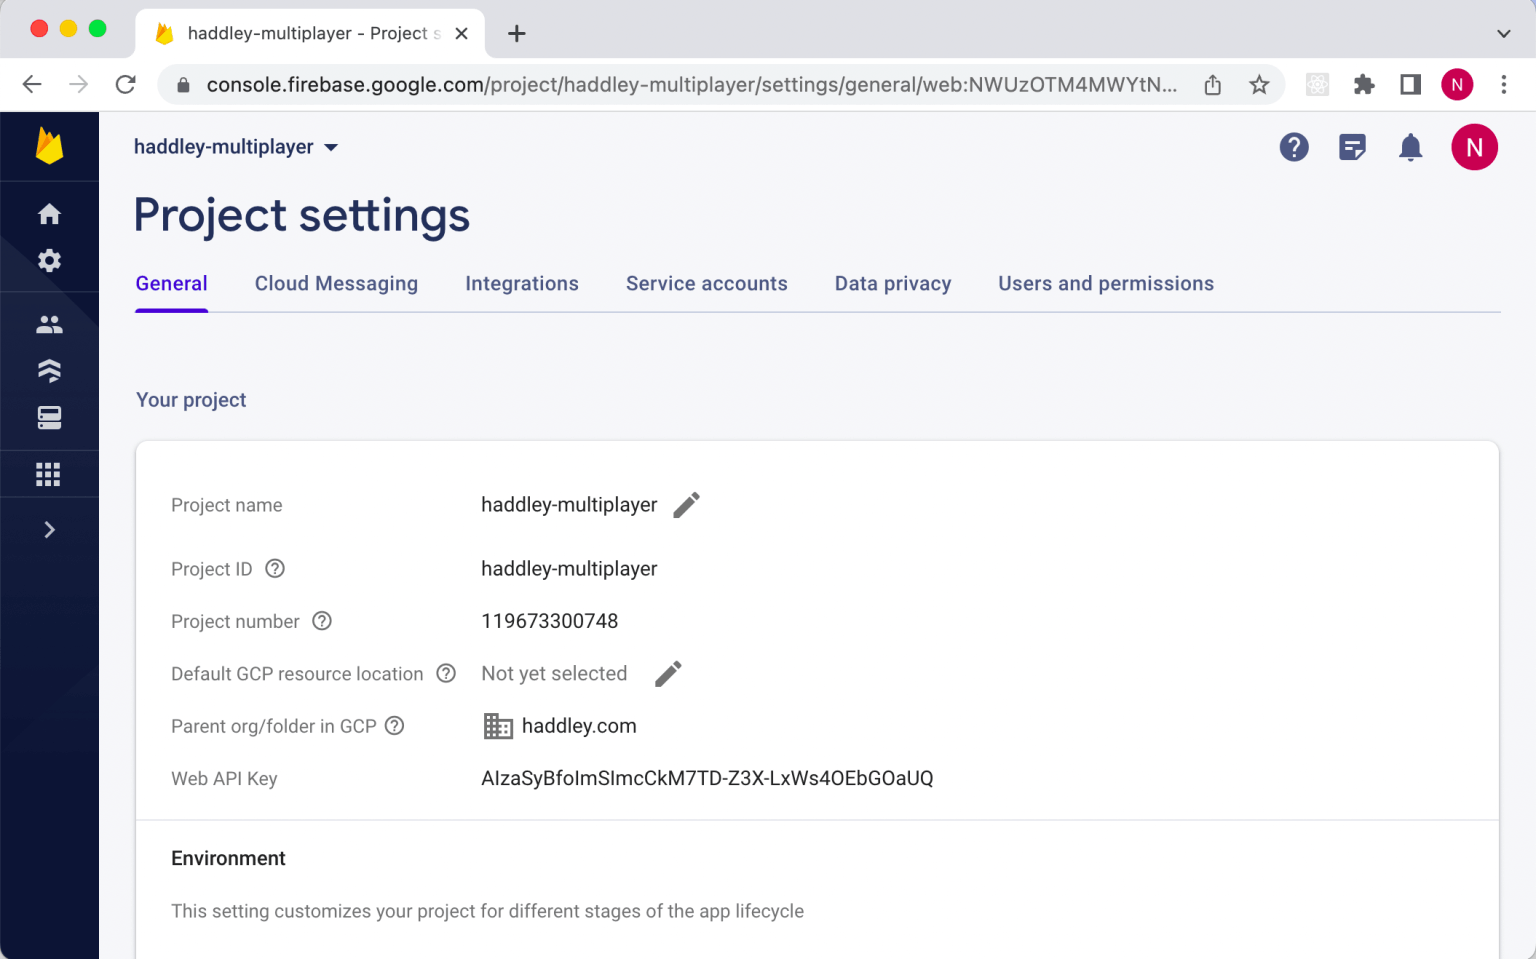 haddley-multiplayer - Project s
console.firebase.google.com/project/haddley-multiplayer/settings/general/web:NWUzOTM4MWYtN...
N
haddley-multiplayer
N
Project settings
General Cloud Messaging Integrations Service accounts Data privacy Users and permissions
Your project
Project name haddley-multiplayer
Project ID haddley-multiplayer
Project number 119673300748
Default GCP resource location Not yet selected
Parent org/folder in GCP haddley.com
Web API Key AIzaSyBfoImSImcCkM7TD-Z3X-LxWs4OEbGOaUQ
Environment
This setting customizes your project for different stages of the app lifecycle